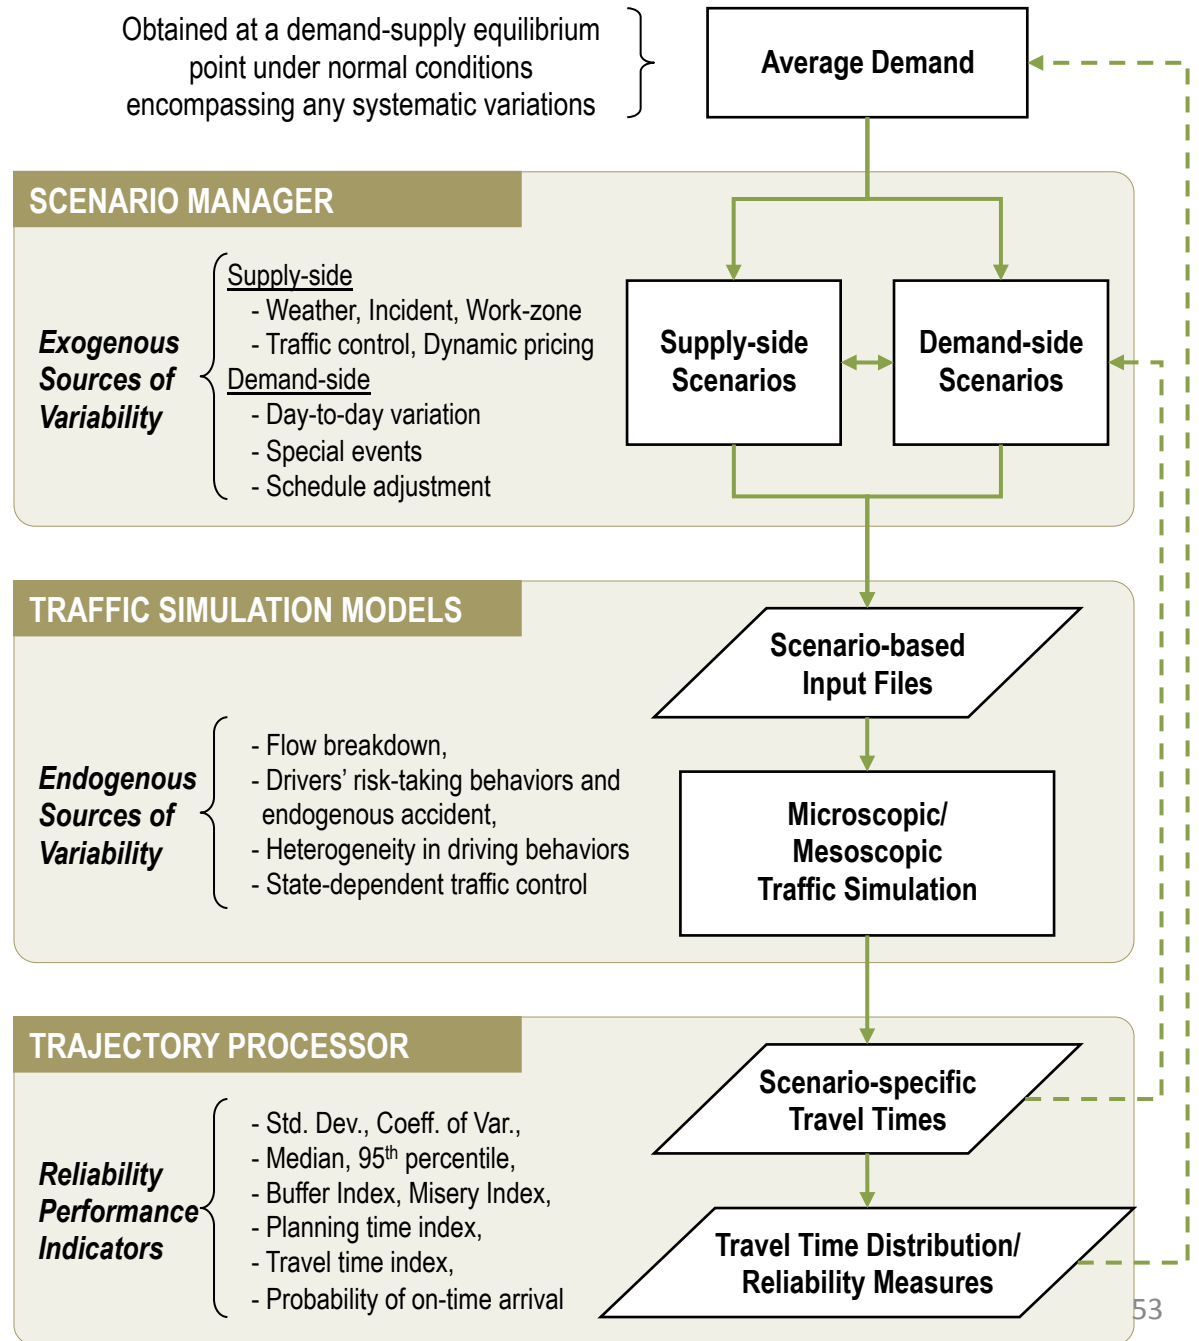 Obtained at a demand-supply equilibrium
point under normal conditions
encompassing any systematic variations
Average Demand
SCENARIO MANAGER
Exogenous
Sources of
Variability
Supply-side
- Weather, Incident, Work-zone
- Traffic control, Dynamic pricing
Demand-side
- Day-to-day variation
- Special events
- Schedule adjustment
Supply-side
Scenarios
Demand-side
Scenarios
TRAFFIC SIMULATION MODELS
Scenario-based
Input Files
Endogenous
Sources of
Variability
- Flow breakdown,
- Drivers’ risk-taking behaviors and
endogenous accident,
- Heterogeneity in driving behaviors
- State-dependent traffic control
Microscopic/
Mesoscopic
Traffic Simulation
TRAJECTORY PROCESSOR
Scenario-specific
Travel Times
Reliability
Performance
Indicators
- Std. Dev., Coeff. of Var.,
- Median, 95th percentile,
- Buffer Index, Misery Index,
- Planning time index,
- Travel time index,
- Probability of on-time arrival
Travel Time Distribution/
Reliability Measures
53